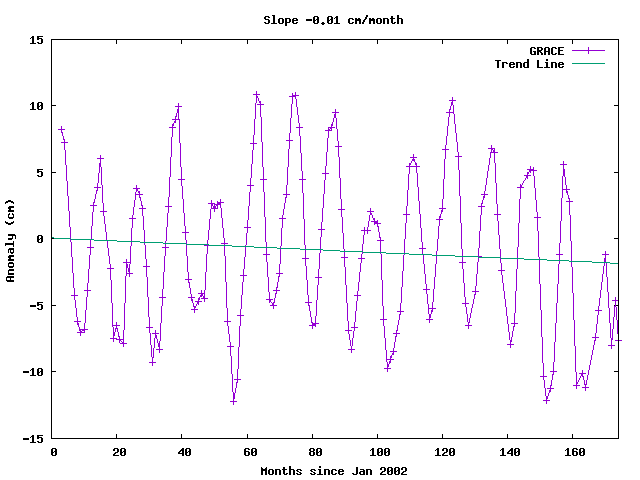 Slope -0.01 cm/month
GRACE
Trend Line
15
10
5
0
-5
-10
-15
Anomaly (cm)
0 20 40 60 80 100 120 140 160
Months since Jan 2002